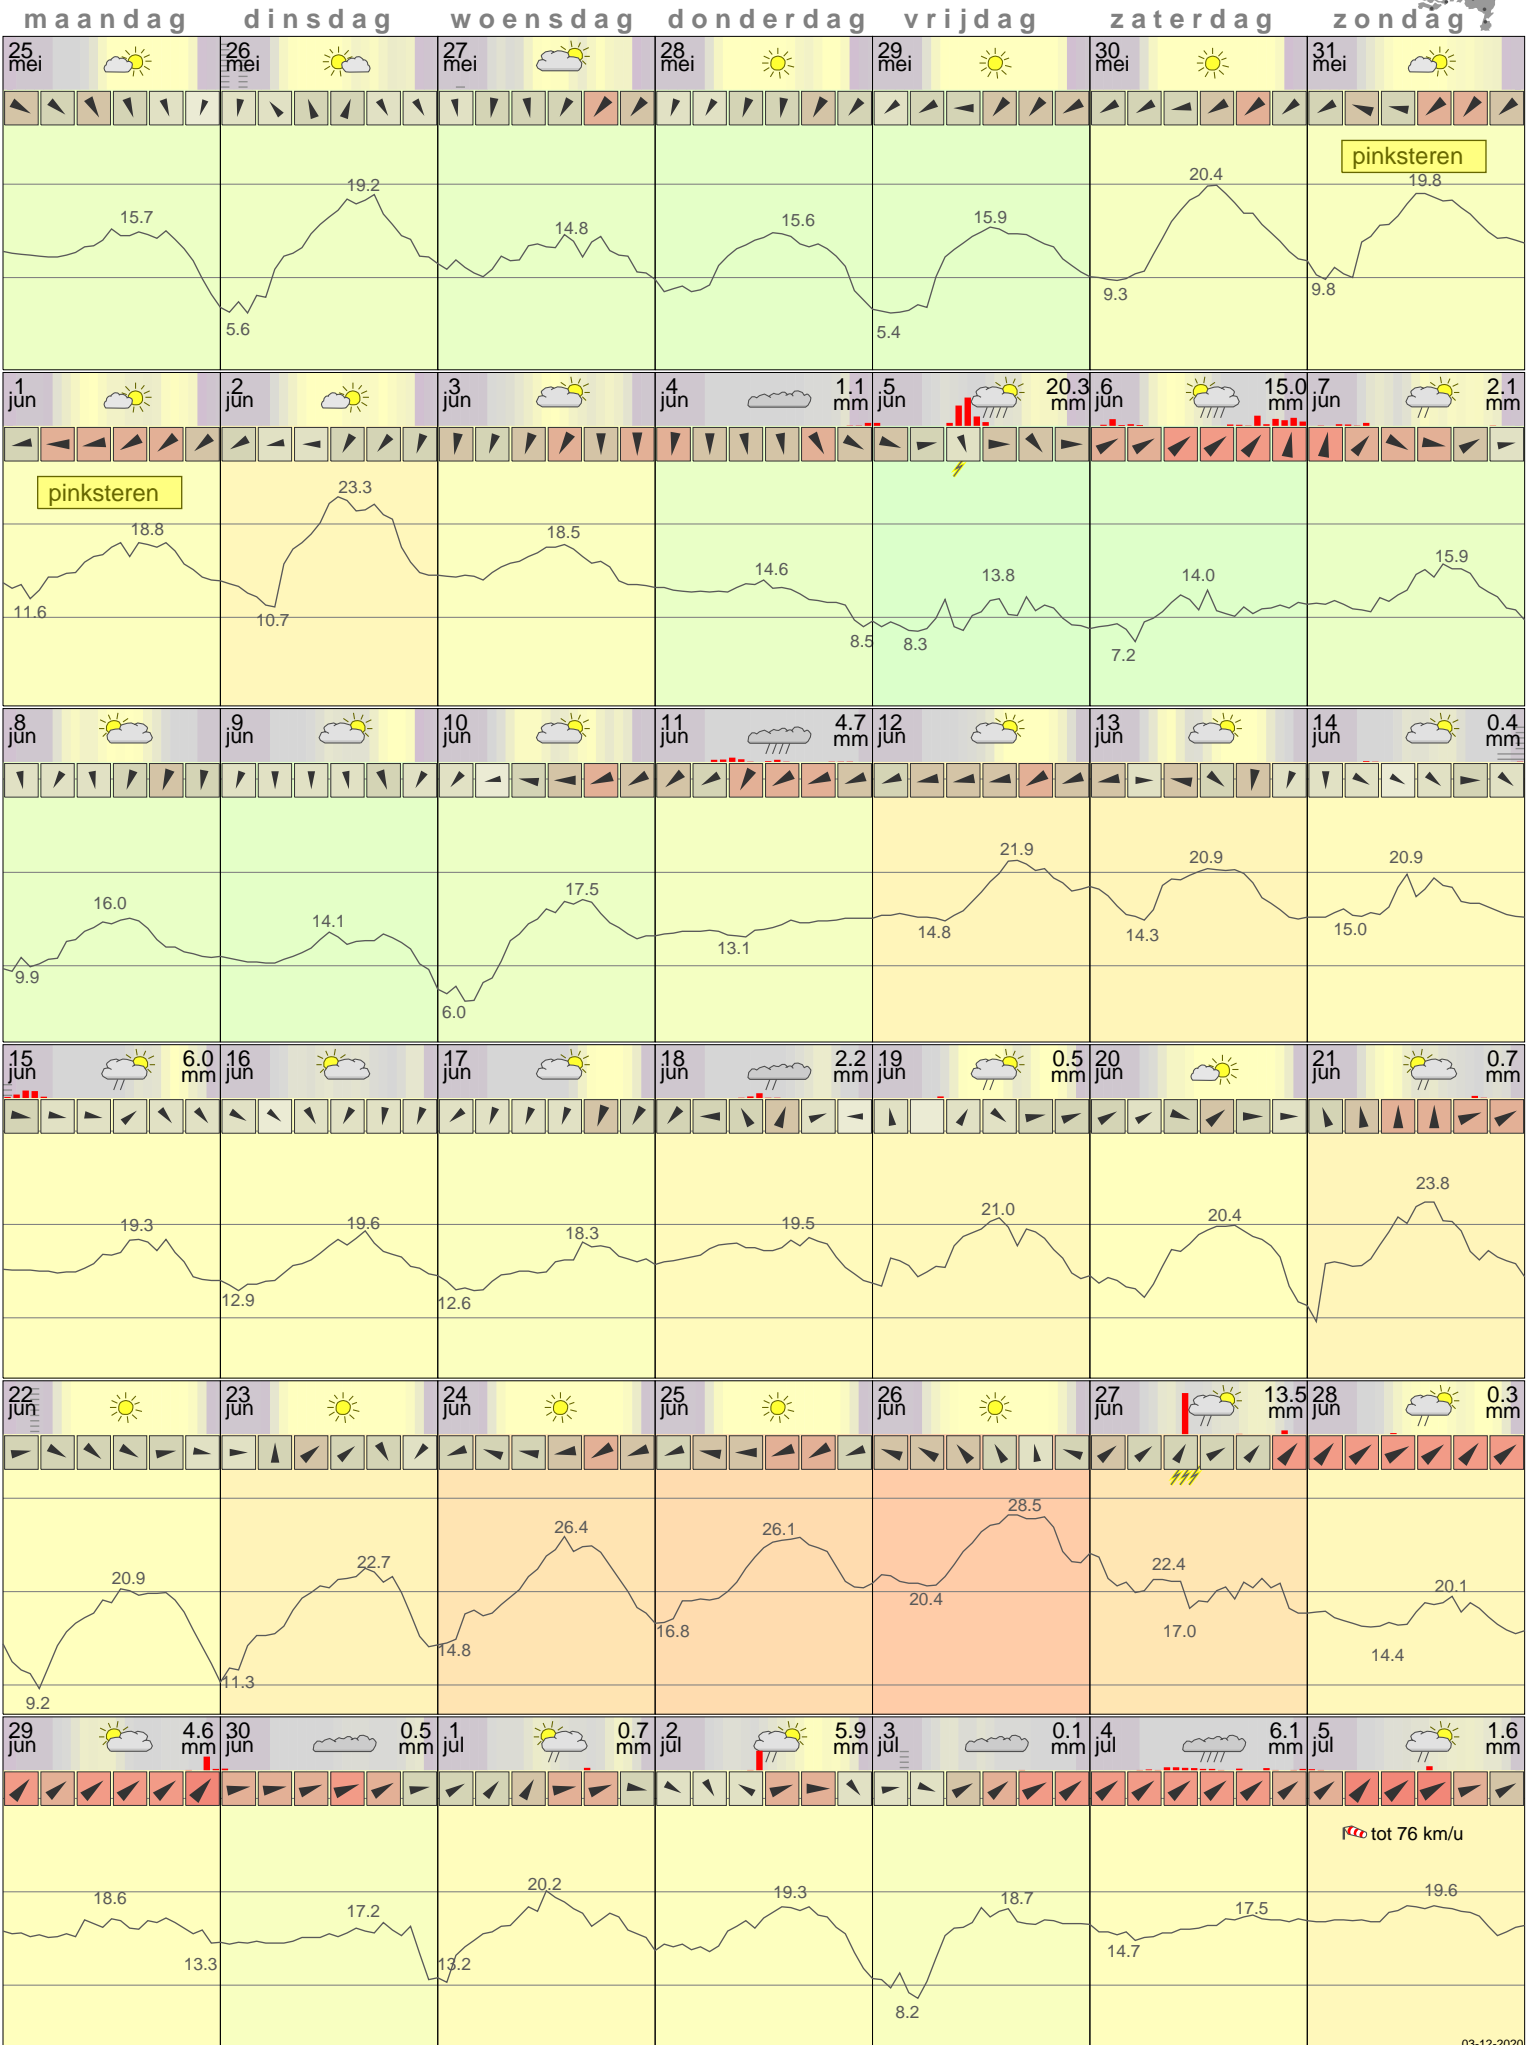 maandag dinsdag woensdag donderdag vrijdag zaterdag zondag
25 mei 26 mei 27 mei 28 mei 29 mei 30 mei 31 mei
pinksteren
15.7 19.2 14.8 15.6 15.9 20.4 19.8
5.6 5.4 9.3 9.8
1 jun 2 jun 3 jun 4 jun 1.1 mm 5 jun 20.3 mm 6 jun 15.0 mm 7 jun 2.1 mm
pinksteren
18.8 23.3 18.5 14.6 13.8 14.0 15.9
11.6 10.7 8.5 8.3 7.2
8 jun 9 jun 10 jun 11 jun 4.7 mm 12 jun 13 jun 14 jun 0.4 mm
16.0 14.1 17.5 21.9 20.9 20.9
9.9 6.0 13.1 14.8 14.3 15.0
15 jun 6.0 mm 16 jun 17 jun 18 jun 2.2 mm 19 jun 0.5 mm 20 jun 21 jun 0.7 mm
19.3 19.6 18.3 19.5 21.0 20.4 23.8
12.9 12.6
22 jun 23 jun 24 jun 25 jun 26 jun 27 jun 13.5 mm 28 jun 0.3 mm
20.9 22.7 26.4 26.1 28.5 22.4 20.1
9.2 11.3 14.8 16.8 20.4 17.0 14.4
29 jun 4.6 mm 30 jun 0.5 mm 1 jul 0.7 mm 2 jul 5.9 mm 3 jul 0.1 mm 4 jul 6.1 mm 5 jul 1.6 mm
tot 76 km/u
18.6 17.2 20.2 19.3 18.7 17.5 19.6
13.3 13.2 8.2 14.7
03-12-2020